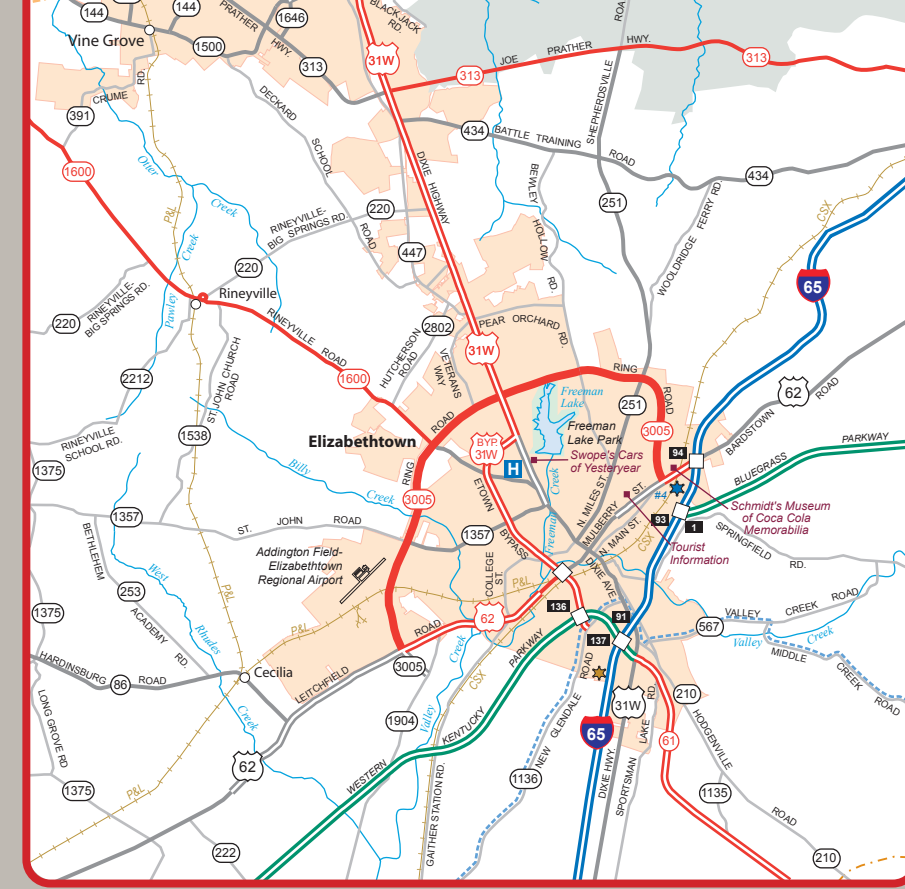 144
144
1646
PRATHER
HWY.
BLACKJACK
RD.
ROA
Vine Grove
1500
313
31W
313
JOE
PRATHER
HWY.
313
RD.
CRUME
391
DECKARD
SCHOOL
ROAD
434
BATTLE
TRAINING
ROAD
SHEPHERDSVILLE
434
CSX
1600
Otter
Creek
DIXIE
HIGHWAY
BEWLEY
HOLLOW
RD.
251
WOOLDRIDGE
FERRY RD.
P&L
220
RINEYVILLE-
BIG SPRINGS RD.
447
Creek
Pawley
220
Rineyville
65
RINEYVILLE-
BIG SPRINGS RD.
220
RINEYVILLE
ROAD
2802
PEAR
ORCHARD
RD.
31W
HUTCHERSON
ROAD
VETERANS
WAY
2212
1600
ST. JOHN CHURCH
ROAD
RING
ROAD
Freeman
Lake
251
62
BARDSTOWN
ROAD
RINEYVILLE
SCHOOL RD.
1538
Elizabethtown
ROAD
BYP.
31W
Freeman
Lake Park
3005
PARKWAY
1375
Billy
Creek
RING
H
Swope's Cars
of Yesteryear
94
BLUEGRASS
3005
ETOWN
BYPASS
Creek
Freeman
N. MILES ST.
MULBERRY
ST.
#4
Schmidt's Museum
of Coca Cola
Memorabilia
1357
ST.
JOHN
ROAD
1357
N. MAIN ST.
93
1
BETHLEHEM
ACADEMY
RD.
Addington Field-
Elizabethtown
Regional Airport
CSX
Tourist
Information
SPRINGFIELD
RD.
West
Rhudes
Creek
253
P&L
COLLEGE
ST.
P&L
DIXIE AVE.
1375
P&L
ROAD
62
136
91
VALLEY
CREEK
ROAD
567
Valley
Creek
137
MIDDLE
CREEK
ROAD
HARDINSBURG
86
ROAD
Cecilia
LEITCHFIELD
3005
Creek
Valley
PARKWAY
CSX
ROAD
NEW
GLENDALE
31W
RD.
210
LONG GROVE RD
1904
KENTUCKY
65
LAKE
61
HODGENVILLE
62
WESTERN
1375
P&L
GAITHER STATION RD.
1136
DIXIE HWY.
SPORTSMAN
1135
ROAD
222
210